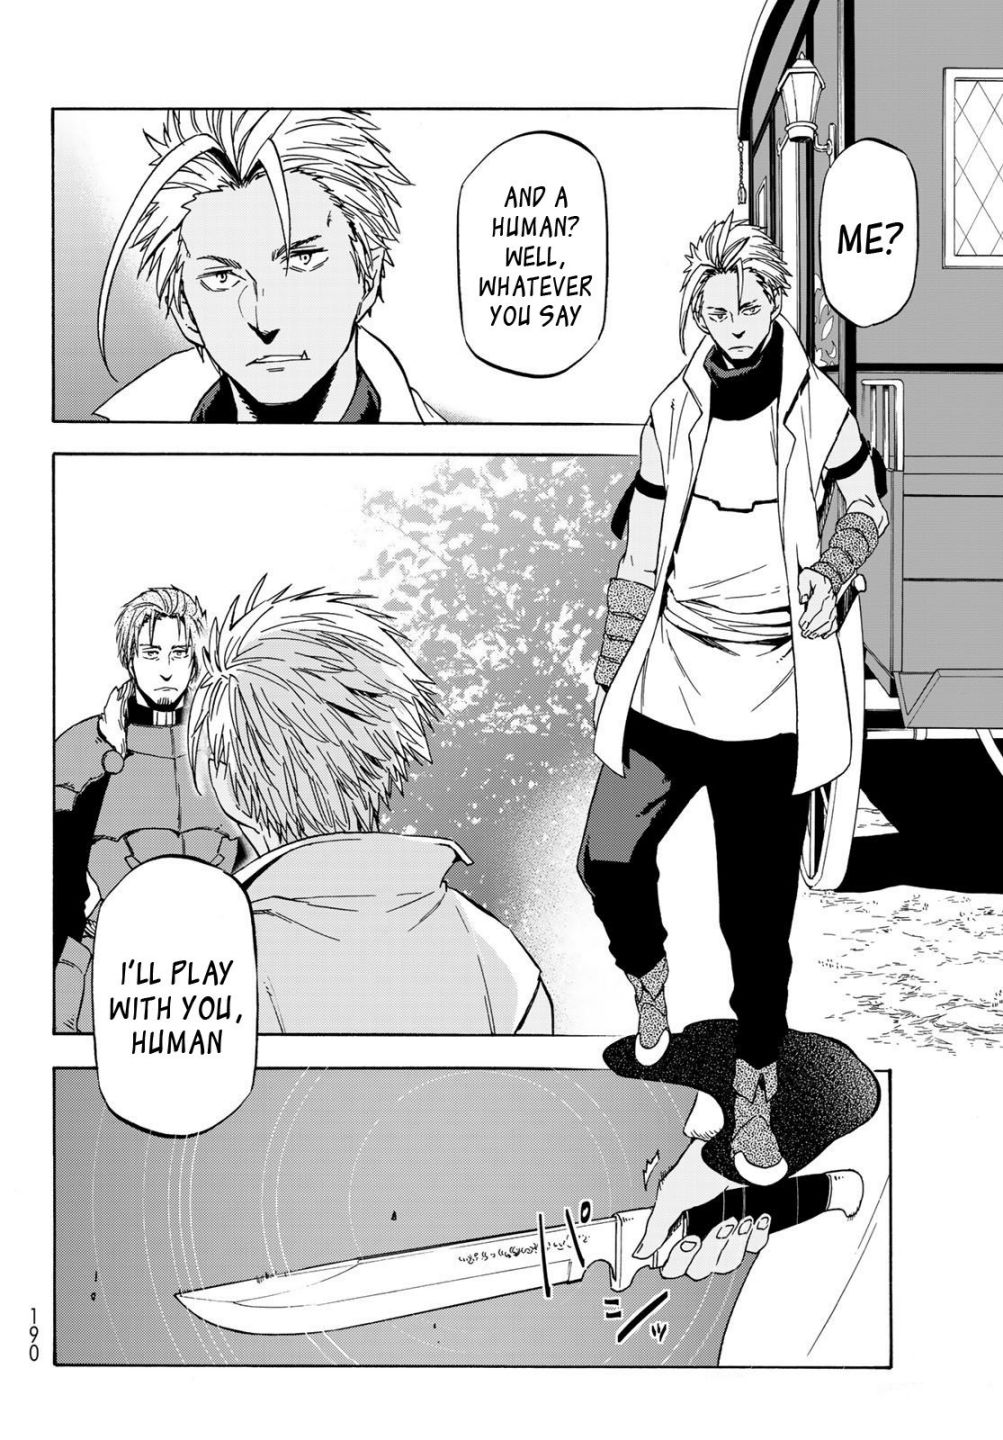 ME?
AND A
HUMAN?
WELL,
WHATEVER
YOU SAY
I'LL PLAY
WITH YOU,
HUMAN
190